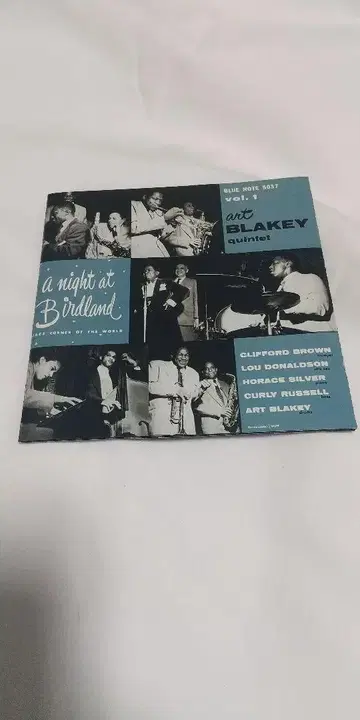 BLUE NOTE 5037
vol. 1
art
BLAKEY
quintet
a night at
Birdland
JAZZ CORNER OF THE WORLD
CLIFFORD BROWN
LOU DONALDSON
HORACE SILVER
CURLY RUSSELL
ART BLAKEY